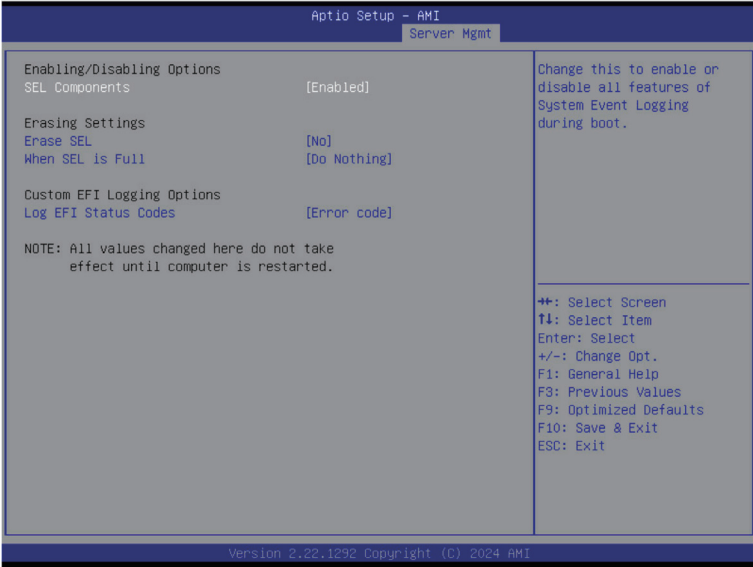 Aptio Setup – AMI
Server Mgmt
Enabling/Disabling Options
SEL Components [Enabled]
Erasing Settings
Erase SEL [No]
When SEL is Full [Do Nothing]
Custom EFI Logging Options
Log EFI Status Codes [Error code]
NOTE: All values changed here do not take
effect until computer is restarted.
Change this to enable or
disable all features of
System Event Logging
during boot.
→←: Select Screen
↑↓: Select Item
Enter: Select
+/-: Change Opt.
F1: General Help
F3: Previous Values
F9: Optimized Defaults
F10: Save & Exit
ESC: Exit
Version 2.22.1292 Copyright (C) 2024 AMI